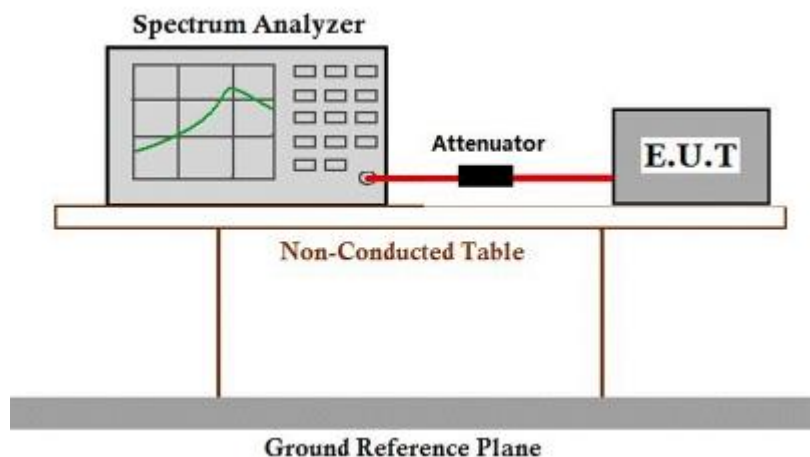 Spectrum Analyzer
Attenuator
E.U.T
Non-Conducted Table
Ground Reference Plane